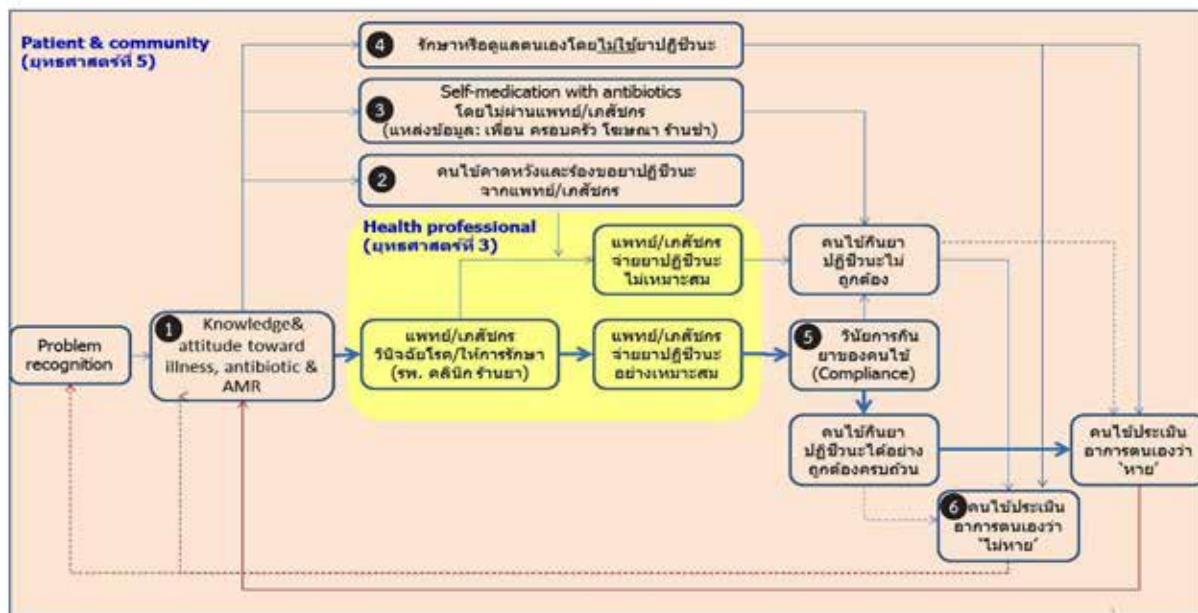 Patient & community
(ยุทธศาสตร์ที่ 5)
4 รักษาหรือดูแลตนเองโดยไม่ใช้ยาปฏิชีวนะ
Self-medication with antibiotics
3 โดยไม่ผ่านแพทย์/เภสัชกร
(แหล่งข้อมูล: เพื่อน ครอบครัว โฆษณา ร้านชำ)
2 คนไข้คาดหวังและร้องขอยาปฏิชีวนะ
จากแพทย์/เภสัชกร
Health professional
(ยุทธศาสตร์ที่ 3)
แพทย์/เภสัชกร
จ่ายยาปฏิชีวนะ
ไม่เหมาะสม
คนไข้กินยา
ปฏิชีวนะไม่
ถูกต้อง
Problem
recognition
1 Knowledge&
attitude toward
illness, antibiotic &
AMR
แพทย์/เภสัชกร
วินิจฉัยโรค/ให้การรักษา
(รพ. คลินิก ร้านยา)
แพทย์/เภสัชกร
จ่ายยาปฏิชีวนะ
อย่างเหมาะสม
5 วินัยการกิน
ยาของคนไข้
(Compliance)
คนไข้กินยา
ปฏิชีวนะได้อย่าง
ถูกต้องครบถ้วน
คนไข้ประเมิน
อาการตนเองว่า
'หาย'
6 คนไข้ประเมิน
อาการตนเองว่า
'ไม่หาย'